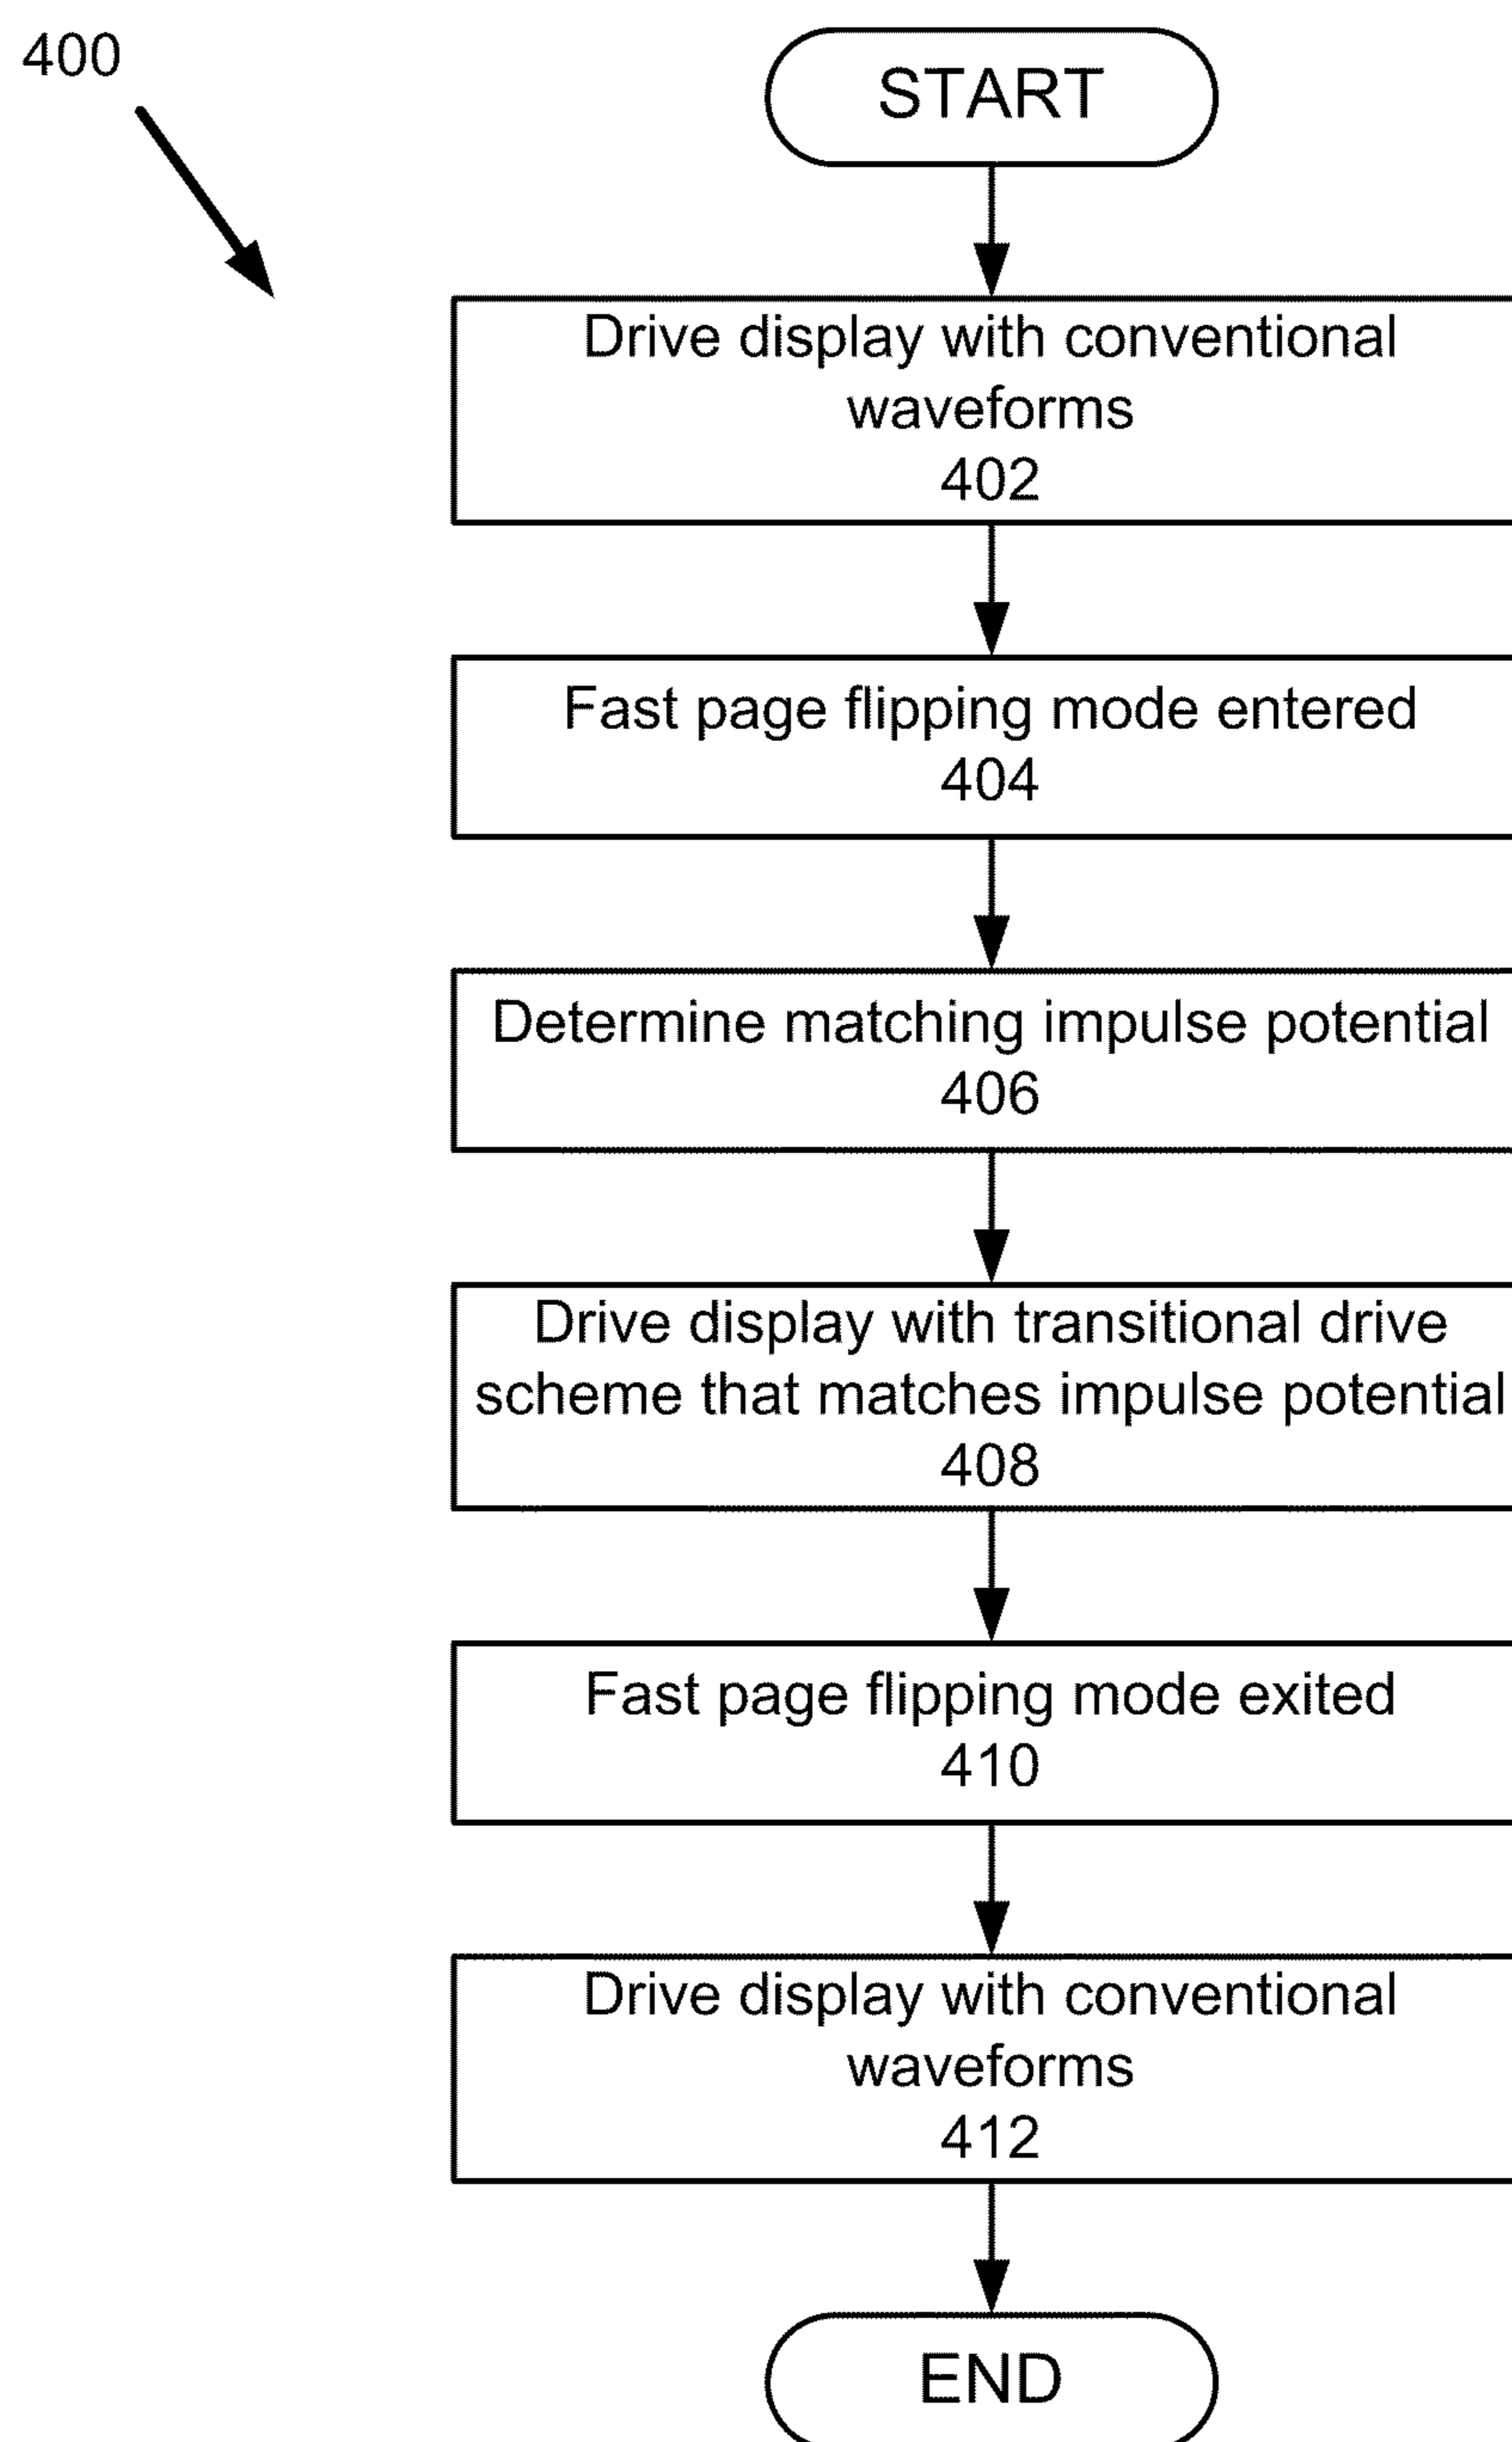 400
START
Drive display with conventional
waveforms
402
Fast page flipping mode entered
404
Determine matching impulse potential
406
Drive display with transitional drive
scheme that matches impulse potential
408
Fast page flipping mode exited
410
Drive display with conventional
waveforms
412
END